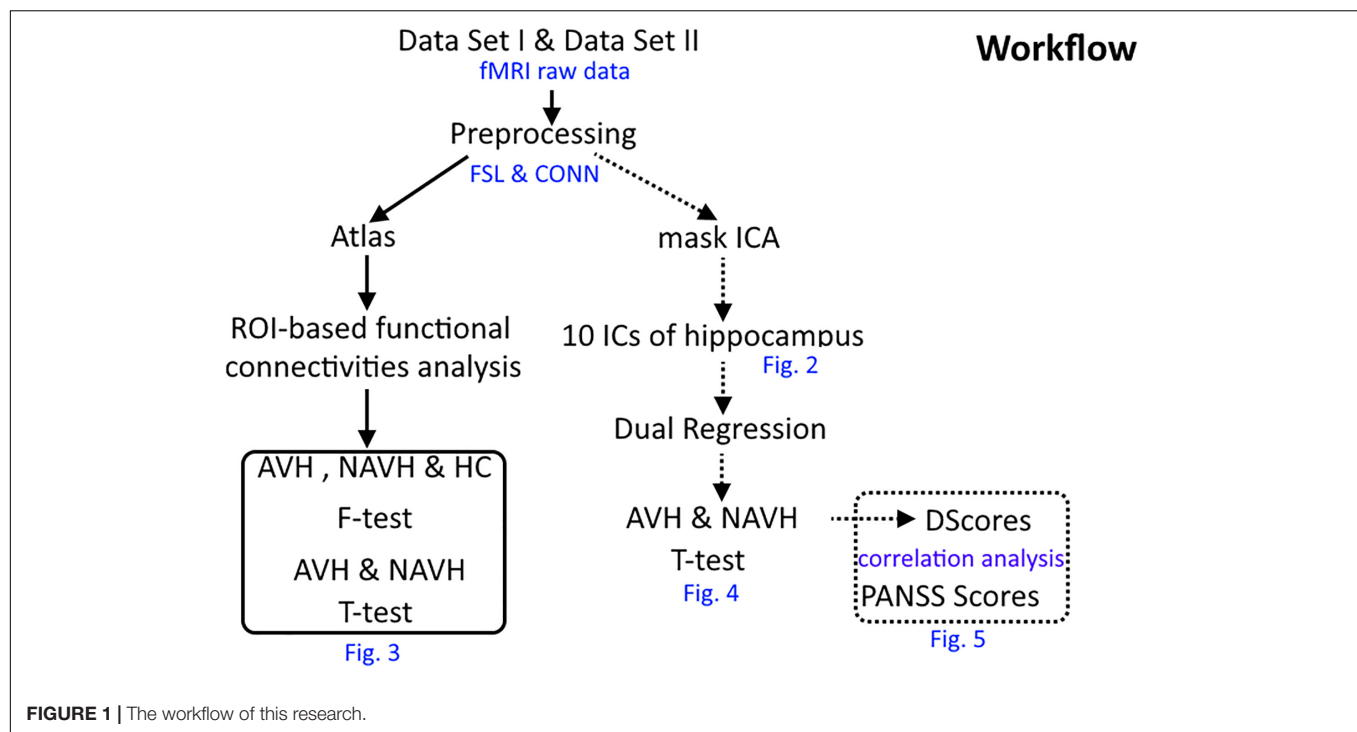 Data Set I & Data Set II
Workflow
fMRI raw data
Preprocessing
FSL & CONN
Atlas
ROI-based functional
connectivities analysis
AVH , NAVH & HC
F-test
AVH & NAVH
T-test
Fig. 3
mask ICA
10 ICs of hippocampus
Fig. 2
Dual Regression
AVH & NAVH
T-test
Fig. 4
DScores
correlation analysis
PANSS Scores
Fig. 5
FIGURE 1 | The workflow of this research.